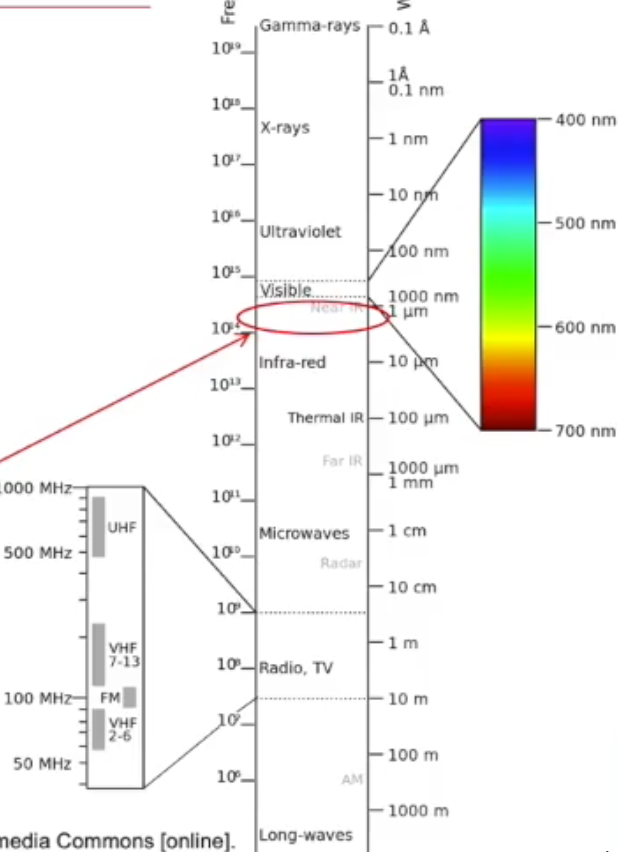 Fre
W
Gamma-rays
0.1 Å
10¹⁹
1Å
0.1 nm
10¹⁸
X-rays
1 nm
10¹⁷
10 nm
10¹⁶
Ultraviolet
100 nm
10¹⁵
Visible
1000 nm
Near IR
1 µm
10¹⁴
Infra-red
10 µm
10¹³
Thermal IR
100 µm
10¹²
Far IR
1000 µm
1 mm
10¹¹
Microwaves
1 cm
10¹⁰
Radar
10 cm
10⁹
1 m
10⁸
Radio, TV
10 m
10⁷
100 m
10⁶
AM
1000 m
Long-waves
400 nm
500 nm
600 nm
700 nm
1000 MHz
UHF
500 MHz
VHF
7-13
100 MHz
FM
VHF
2-6
50 MHz
media Commons [online].